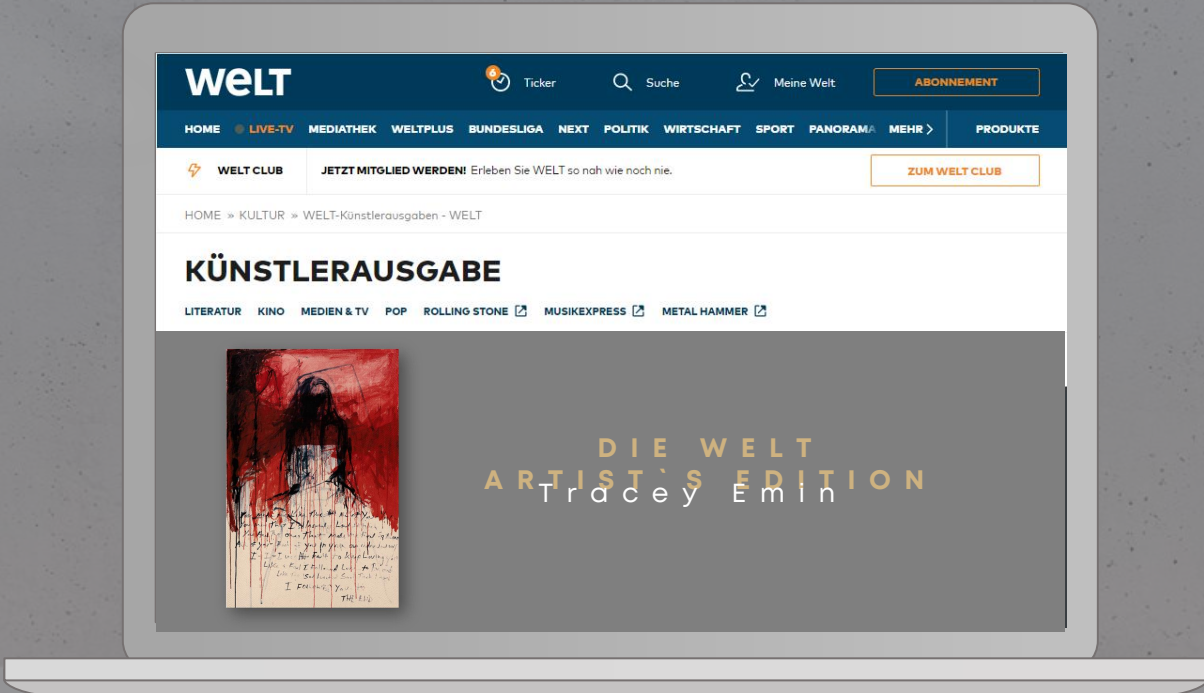 WELT
6 Ticker Suche Meine Welt ABONNEMENT
HOME LIVE-TV MEDIATHEK WELTPLUS BUNDESLIGA NEXT POLITIK WIRTSCHAFT SPORT PANORAMA MEHR > PRODUKTE
WELT CLUB JETZT MITGLIED WERDEN! Erleben Sie WELT so nah wie noch nie. ZUM WELT CLUB
HOME » KULTUR » WELT-Künstlerausgaben - WELT
KÜNSTLERAUSGABE
LITERATUR KINO MEDIEN & TV POP ROLLING STONE MUSIKEXPRESS METAL HAMMER
DIE WELT
ARTIST`S EDITION
Tracey Emin